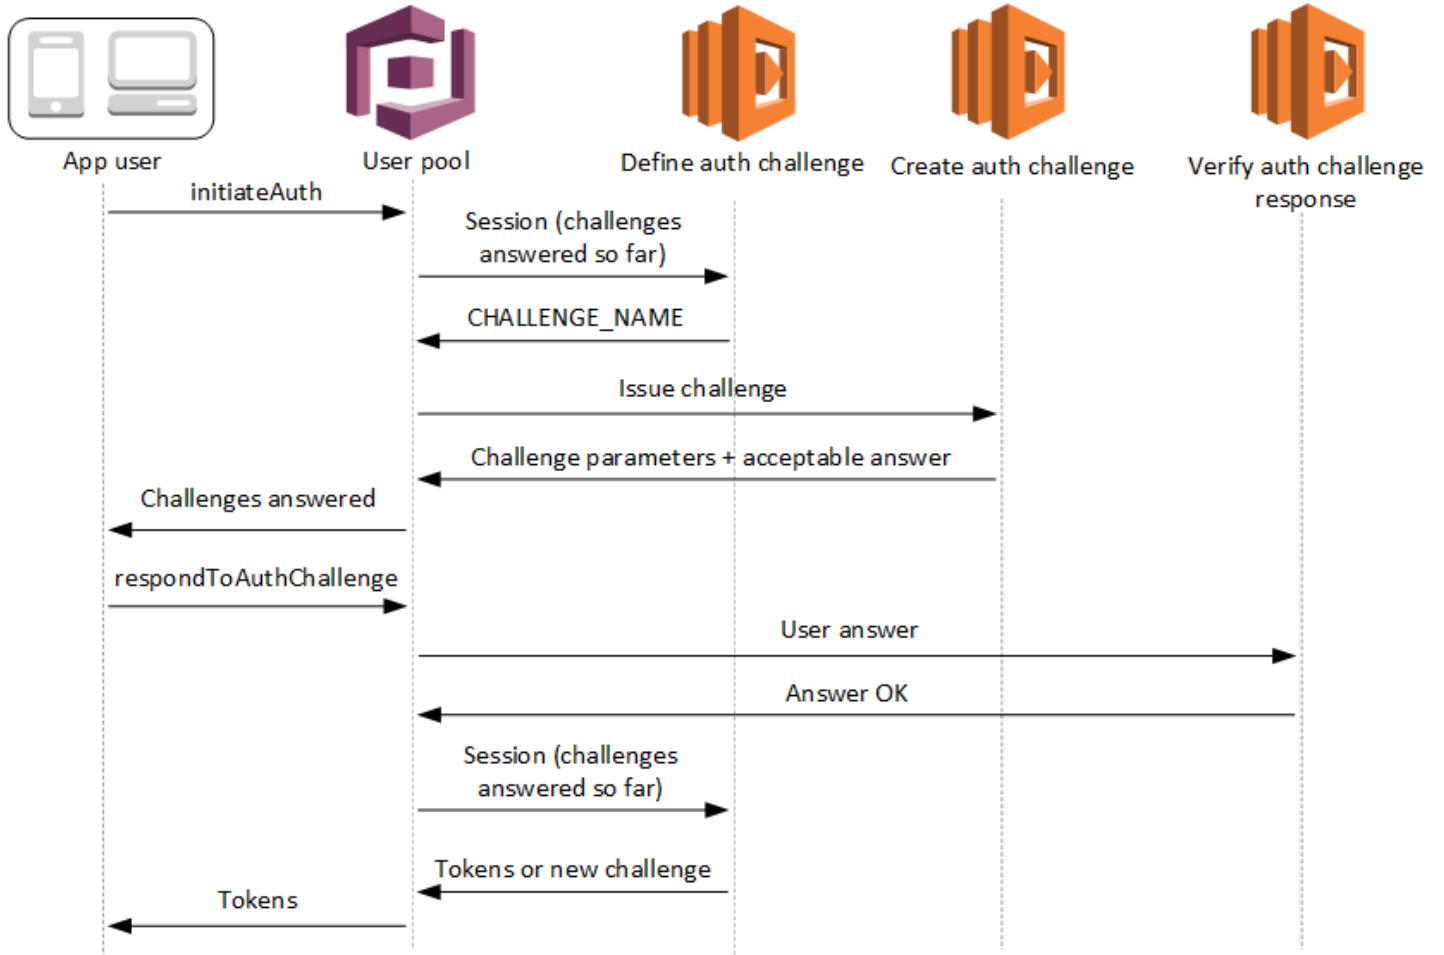 App user
User pool
Define auth challenge
Create auth challenge
Verify auth challenge
response
initiateAuth
Session (challenges
answered so far)
CHALLENGE_NAME
Issue challenge
Challenge parameters + acceptable answer
Challenges answered
respondToAuthChallenge
User answer
Answer OK
Session (challenges
answered so far)
Tokens or new challenge
Tokens